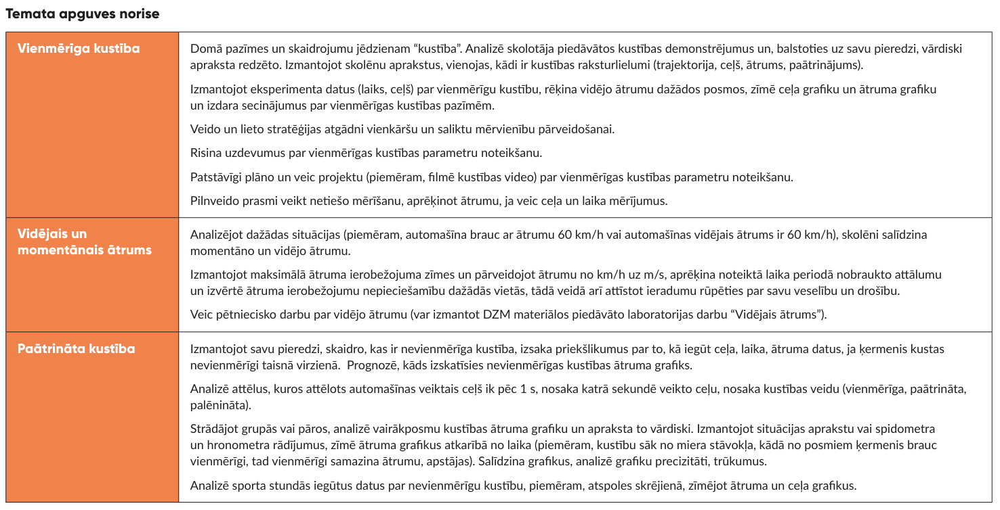 Temata apguves norise
Vienmērīga kustība
Domā pazīmes un skaidrojumu jēdzienam “kustība”. Analizē skolotāja piedāvātos kustības demonstrējumus un, balstoties uz savu pieredzi, vārdiski
apraksta redzēto. Izmantojot skolēnu aprakstus, vienojas, kādi ir kustības raksturlielumi (trajektorija, ceļš, ātrums, paātrinājums).
Izmantojot eksperimenta datus (laiks, ceļš) par vienmērīgu kustību, rēķina vidējo ātrumu dažādos posmos, zīmē ceļa grafiku un ātruma grafiku
un izdara secinājumus par vienmērīgas kustības pazīmēm.
Veido un lieto stratēģijas atgādni vienkāršu un saliktu mērvienību pārveidošanai.
Risina uzdevumus par vienmērīgas kustības parametru noteikšanu.
Patstāvīgi plāno un veic projektu (piemēram, filmē kustības video) par vienmērīgas kustības parametru noteikšanu.
Pilnveido prasmi veikt netiešo mērīšanu, aprēķinot ātrumu, ja veic ceļa un laika mērījumus.
Vidējais un
momentānais ātrums
Analizējot dažādas situācijas (piemēram, automašīna brauc ar ātrumu 60 km/h vai automašīnas vidējais ātrums ir 60 km/h), skolēni salīdzina
momentāno un vidējo ātrumu.
Izmantojot maksimālā ātruma ierobežojuma zīmes un pārveidojot ātrumu no km/h uz m/s, aprēķina noteiktā laika periodā nobraukto attālumu
un izvērtē ātruma ierobežojumu nepieciešamību dažādās vietās, tādā veidā arī attīstot ieradumu rūpēties par savu veselību un drošību.
Veic pētniecisko darbu par vidējo ātrumu (var izmantot DZM materiālos piedāvāto laboratorijas darbu “Vidējais ātrums”).
Paātrināta kustība
Izmantojot savu pieredzi, skaidro, kas ir nevienmērīga kustība, izsaka priekšlikumus par to, kā iegūt ceļa, laika, ātruma datus, ja ķermenis kustas
nevienmērīgi taisnā virzienā.  Prognozē, kāds izskatīsies nevienmērīgas kustības ātruma grafiks.
Analizē attēlus, kuros attēlots automašīnas veiktais ceļš ik pēc 1 s, nosaka katrā sekundē veikto ceļu, nosaka kustības veidu (vienmērīga, paātrināta,
palēnināta).
Strādājot grupās vai pāros, analizē vairākposmu kustības ātruma grafiku un apraksta to vārdiski. Izmantojot situācijas aprakstu vai spidometra
un hronometra rādījumus, zīmē ātruma grafikus atkarībā no laika (piemēram, kustību sāk no miera stāvokļa, kādā no posmiem ķermenis brauc
vienmērīgi, tad vienmērīgi samazina ātrumu, apstājas). Salīdzina grafikus, analizē grafiku precizitāti, trūkumus.
Analizē sporta stundās iegūtus datus par nevienmērīgu kustību, piemēram, atspoles skrējienā, zīmējot ātruma un ceļa grafikus.